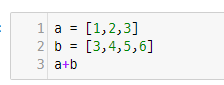 1 a = [1,2,3]
2 b = [3,4,5,6]
3 a+b